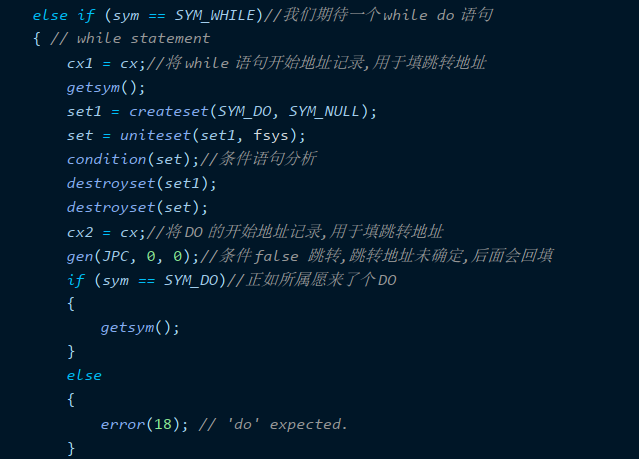 else if (sym == SYM_WHILE)//我们期待一个while do语句
{ // while statement
cx1 = cx;//将while语句开始地址记录,用于填跳转地址
getsym();
set1 = createset(SYM_DO, SYM_NULL);
set = uniteset(set1, fsys);
condition(set);//条件语句分析
destroyset(set1);
destroyset(set);
cx2 = cx;//将DO的开始地址记录,用于填跳转地址
gen(JPC, 0, 0);//条件false 跳转,跳转地址未确定,后面会回填
if (sym == SYM_DO)//正如所属愿来了个DO
{
getsym();
}
else
{
error(18); // 'do' expected.
}